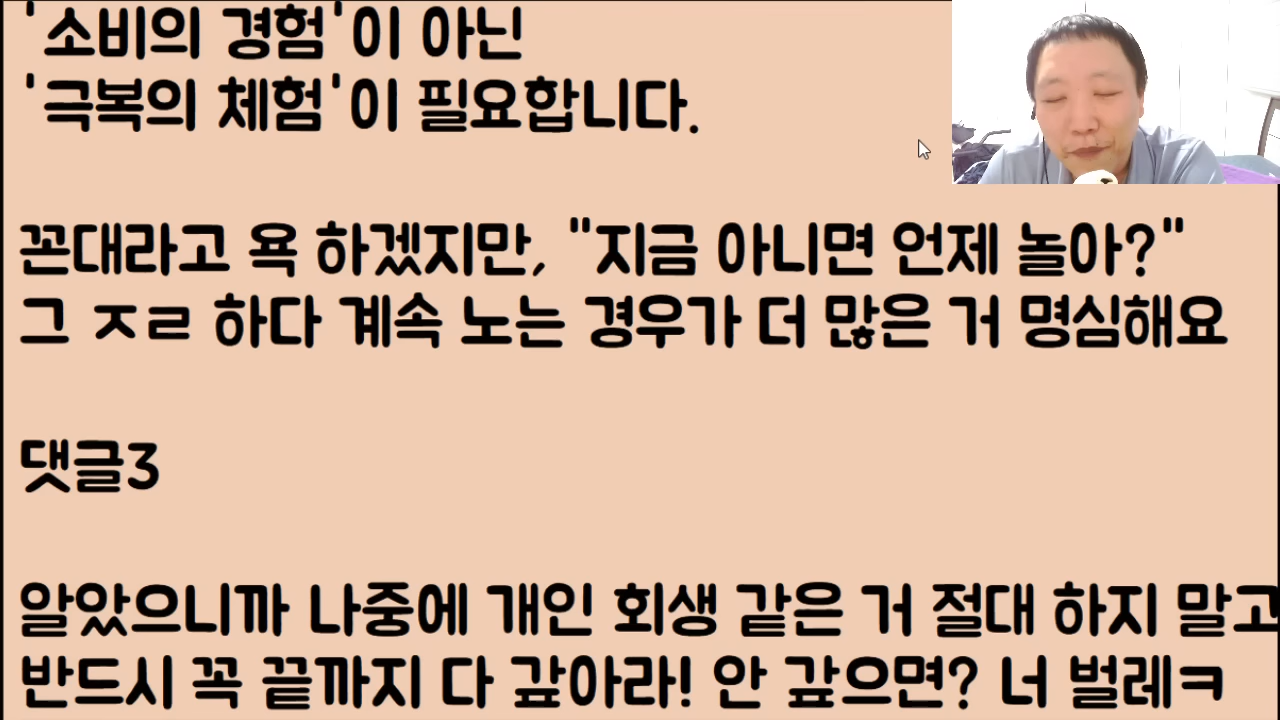 '소비의 경험'이 아닌
'극복의 체험'이 필요합니다.
꼰대라고 욕 하겠지만, "지금 아니면 언제 놀아?"
그 ㅈㄹ 하다 계속 노는 경우가 더 많은 거 명심해요
댓글3
알았으니까 나중에 개인 회생 같은 거 절대 하지 말고
반드시 꼭 끝까지 다 갚아라! 안 갚으면? 너 벌레ㅋ